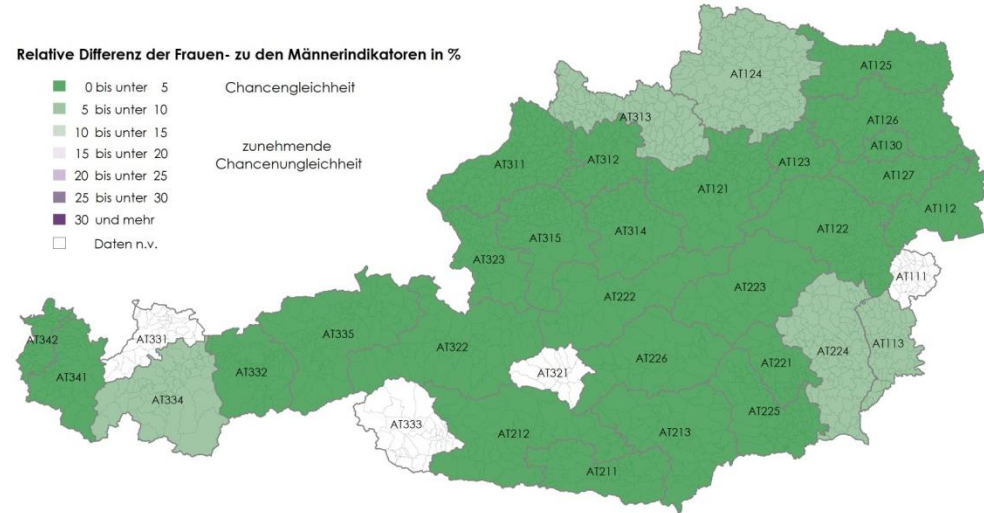 Relative Differenz der Frauen- zu den Männerindikatoren in %
0 bis unter 5 Chancengleichheit
5 bis unter 10
10 bis unter 15
15 bis unter 20 zunehmende
20 bis unter 25 Chancenungleichheit
25 bis unter 30
30 und mehr
Daten n.v.
AT124
AT125
AT313
AT126
AT130
AT311
AT312
AT123
AT127
AT121
AT112
AT315
AT314
AT122
AT323
AT111
AT222
AT223
AT342
AT331
AT335
AT322
AT224
AT113
AT341
AT332
AT321
AT226
AT221
AT334
AT225
AT333
AT212
AT213
AT211